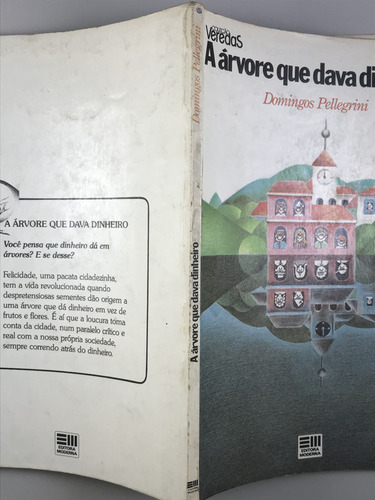 A ÁRVORE QUE DAVA DINHEIRO
Você pensa que dinheiro dá em
árvores? E se desse?
Felicidade, uma pacata cidadezinha,
tem a vida revolucionada quando
despretensiosas sementes dão origem a
uma árvore que dá dinheiro em vez de
frutos e flores. É aí que a loucura toma
conta da cidade, num paralelo crítico e
real com a nossa própria sociedade,
sempre correndo atrás do dinheiro.
EDITORA
MODERNA
Domingos Pellegrini
A árvore que dava dinheiro
EDITORA
MODERNA
Veredas
A árvore que dava din
Domingos Pellegrini
EDITORA
MODERNA